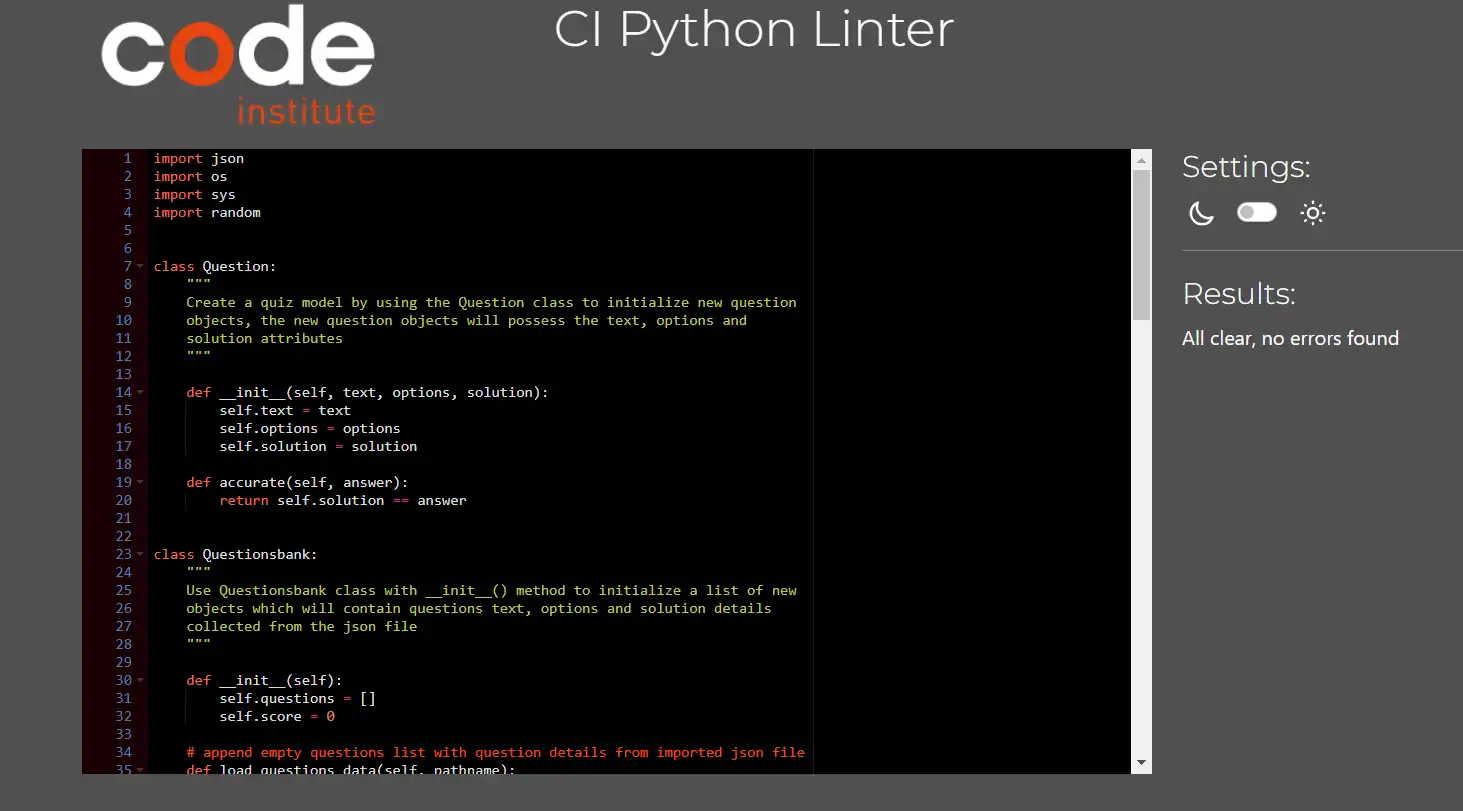 code
institute
CI Python Linter
1 import json
2 import os
3 import sys
4 import random
5
6
7 class Question:
8     """
9     Create a quiz model by using the Question class to initialize new question
10     objects, the new question objects will possess the text, options and
11     solution attributes
12     """
13
14     def __init__(self, text, options, solution):
15         self.text = text
16         self.options = options
17         self.solution = solution
18
19     def accurate(self, answer):
20         return self.solution == answer
21
22
23 class Questionsbank:
24     """
25     Use Questionsbank class with __init__() method to initialize a list of new
26     objects which will contain questions text, options and solution details
27     collected from the json file
28     """
29
30     def __init__(self):
31         self.questions = []
32         self.score = 0
33
34     # append empty questions list with question details from imported json file
35     def load_questions_data(self, pathname):
Settings:
Results:
All clear, no errors found